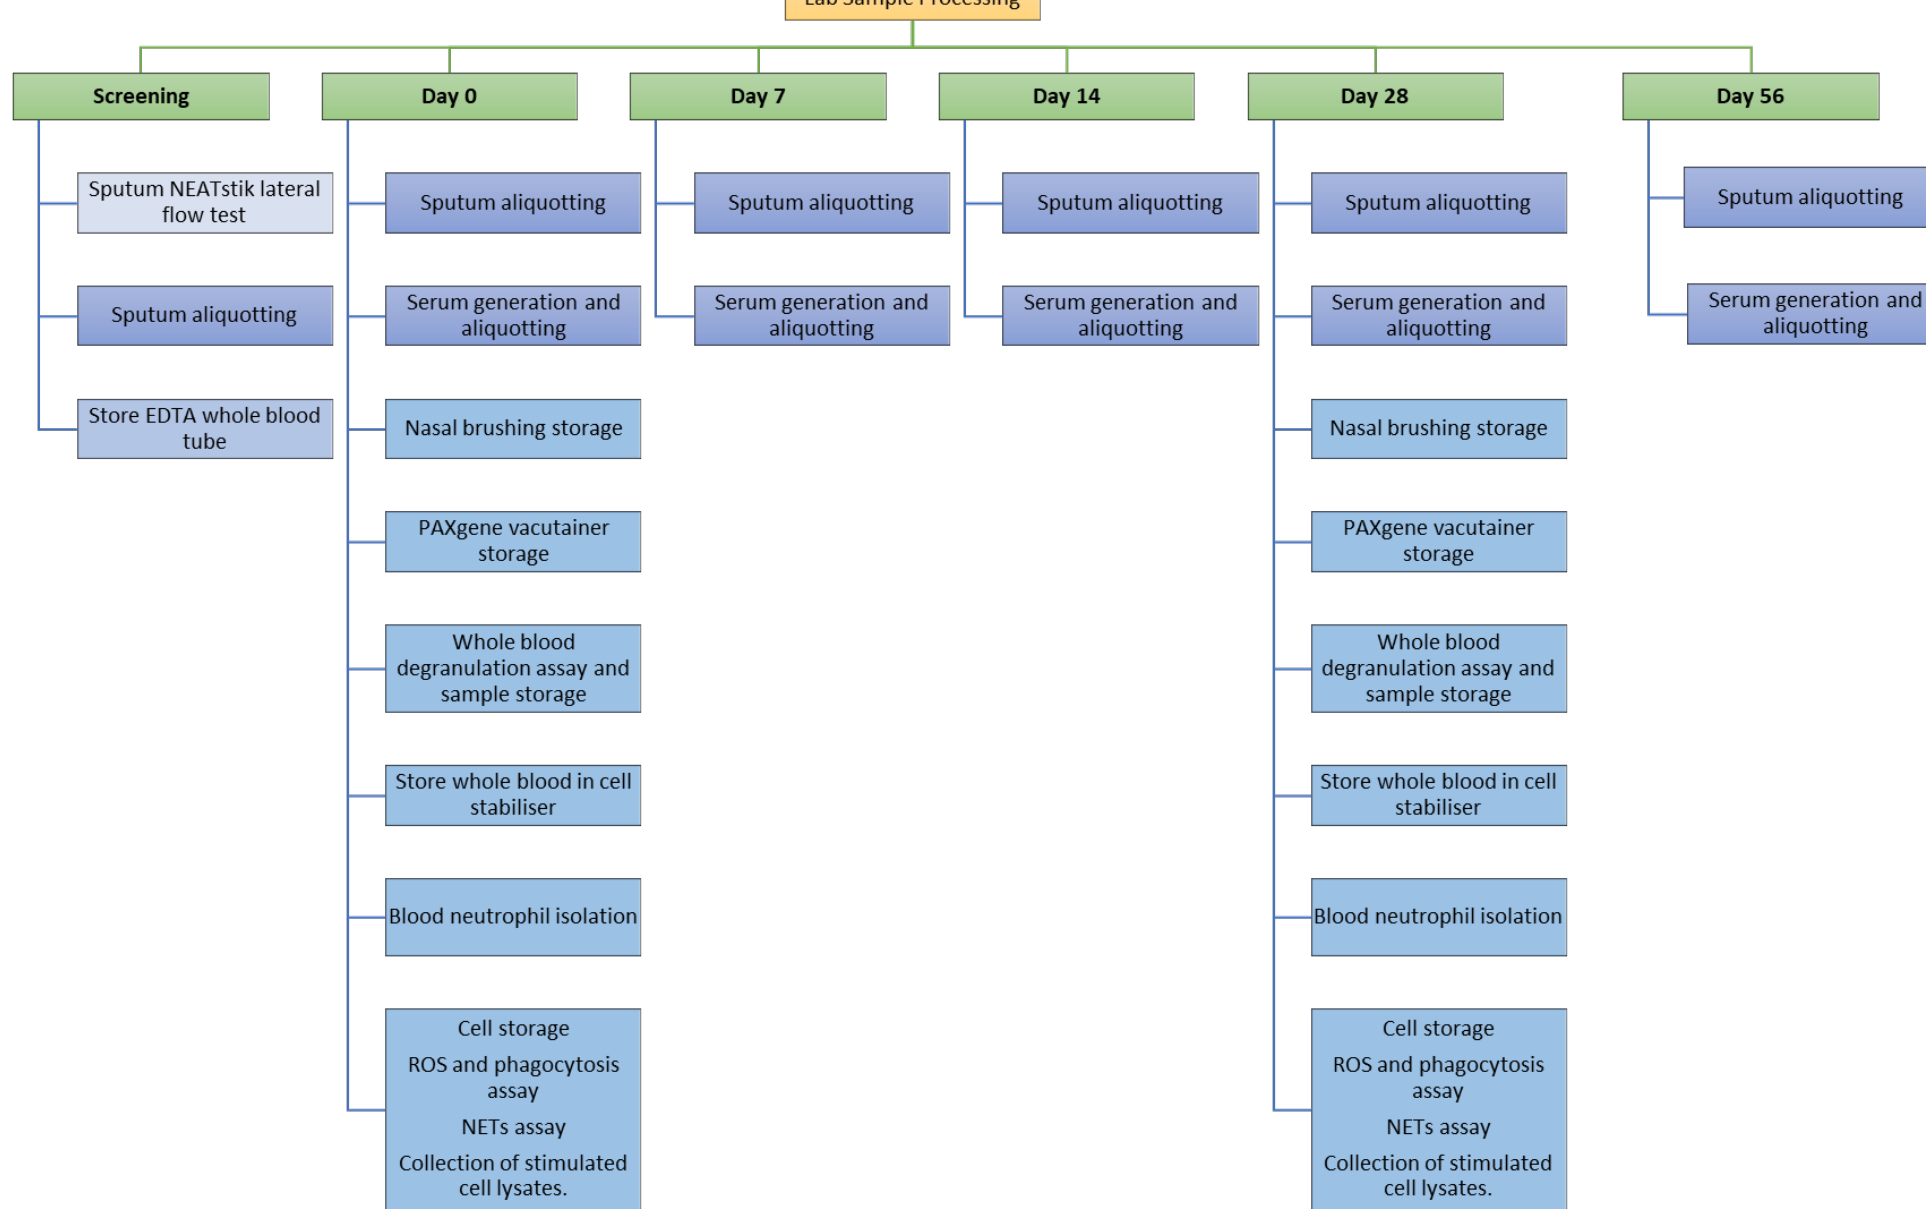 Lab Sample Processing
Screening
Sputum NEATstik lateral
flow test
Sputum aliquotting
Store EDTA whole blood
tube
Day 0
Sputum aliquotting
Serum generation and
aliquotting
Nasal brushing storage
PAXgene vacutainer
storage
Whole blood
degranulation assay and
sample storage
Store whole blood in cell
stabiliser
Blood neutrophil isolation
Cell storage
ROS and phagocytosis
assay
NETs assay
Collection of stimulated
cell lysates.
Day 7
Sputum aliquotting
Serum generation and
aliquotting
Day 14
Sputum aliquotting
Serum generation and
aliquotting
Day 28
Sputum aliquotting
Serum generation and
aliquotting
Nasal brushing storage
PAXgene vacutainer
storage
Whole blood
degranulation assay and
sample storage
Store whole blood in cell
stabiliser
Blood neutrophil isolation
Cell storage
ROS and phagocytosis
assay
NETs assay
Collection of stimulated
cell lysates.
Day 56
Sputum aliquotting
Serum generation and
aliquotting